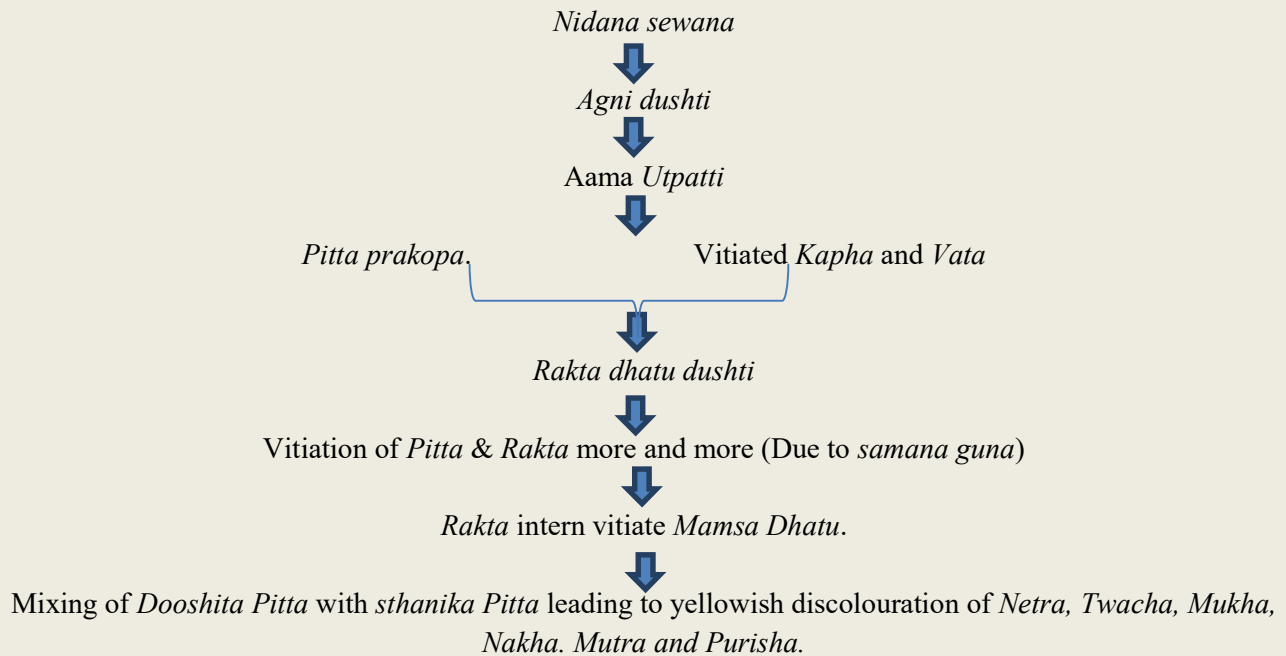 Nidana sewana
Agni dushti
Aama Utpatti
Pitta prakopa. Vitiated Kapha and Vata
Rakta dhatu dushti
Vitiation of Pitta & Rakta more and more (Due to samana guna)
Rakta intern vitiate Mamsa Dhatu.
Mixing of Dooshita Pitta with sthanika Pitta leading to yellowish discolouration of Netra, Twacha, Mukha,
Nakha. Mutra and Purisha.